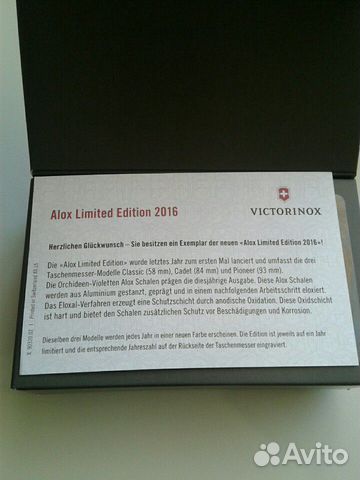 Alox Limited Edition 2016
VICTORINOX
Herzlichen Glückwunsch – Sie besitzen ein Exemplar der neuen «Alox Limited Edition 2016»!
Die «Alox Limited Edition» wurde letztes Jahr zum ersten Mal lanciert und umfasst die drei
Taschenmesser-Modelle Classic (58 mm), Cadet (84 mm) und Pioneer (93 mm).
Die Orchideen-Violetten Alox Schalen prägen die diesjährige Ausgabe. Diese Alox Schalen
werden aus Aluminium gestanzt, geprägt und in einem nachfolgenden Arbeitsschritt eloxiert.
Das Eloxal-Verfahren erzeugt eine Schutzschicht durch anodische Oxidation. Diese Oxidschicht
ist hart und bietet den Schalen zusätzlichen Schutz vor Beschädigungen und Korrosion.
Dieselben drei Modelle werden jedes Jahr in einer neuen Farbe erscheinen. Die Edition ist jeweils auf ein Jahr
limitiert und die entsprechende Jahreszahl auf der Rückseite der Taschenmesser eingraviert.
Printed in Switzerland
Avito